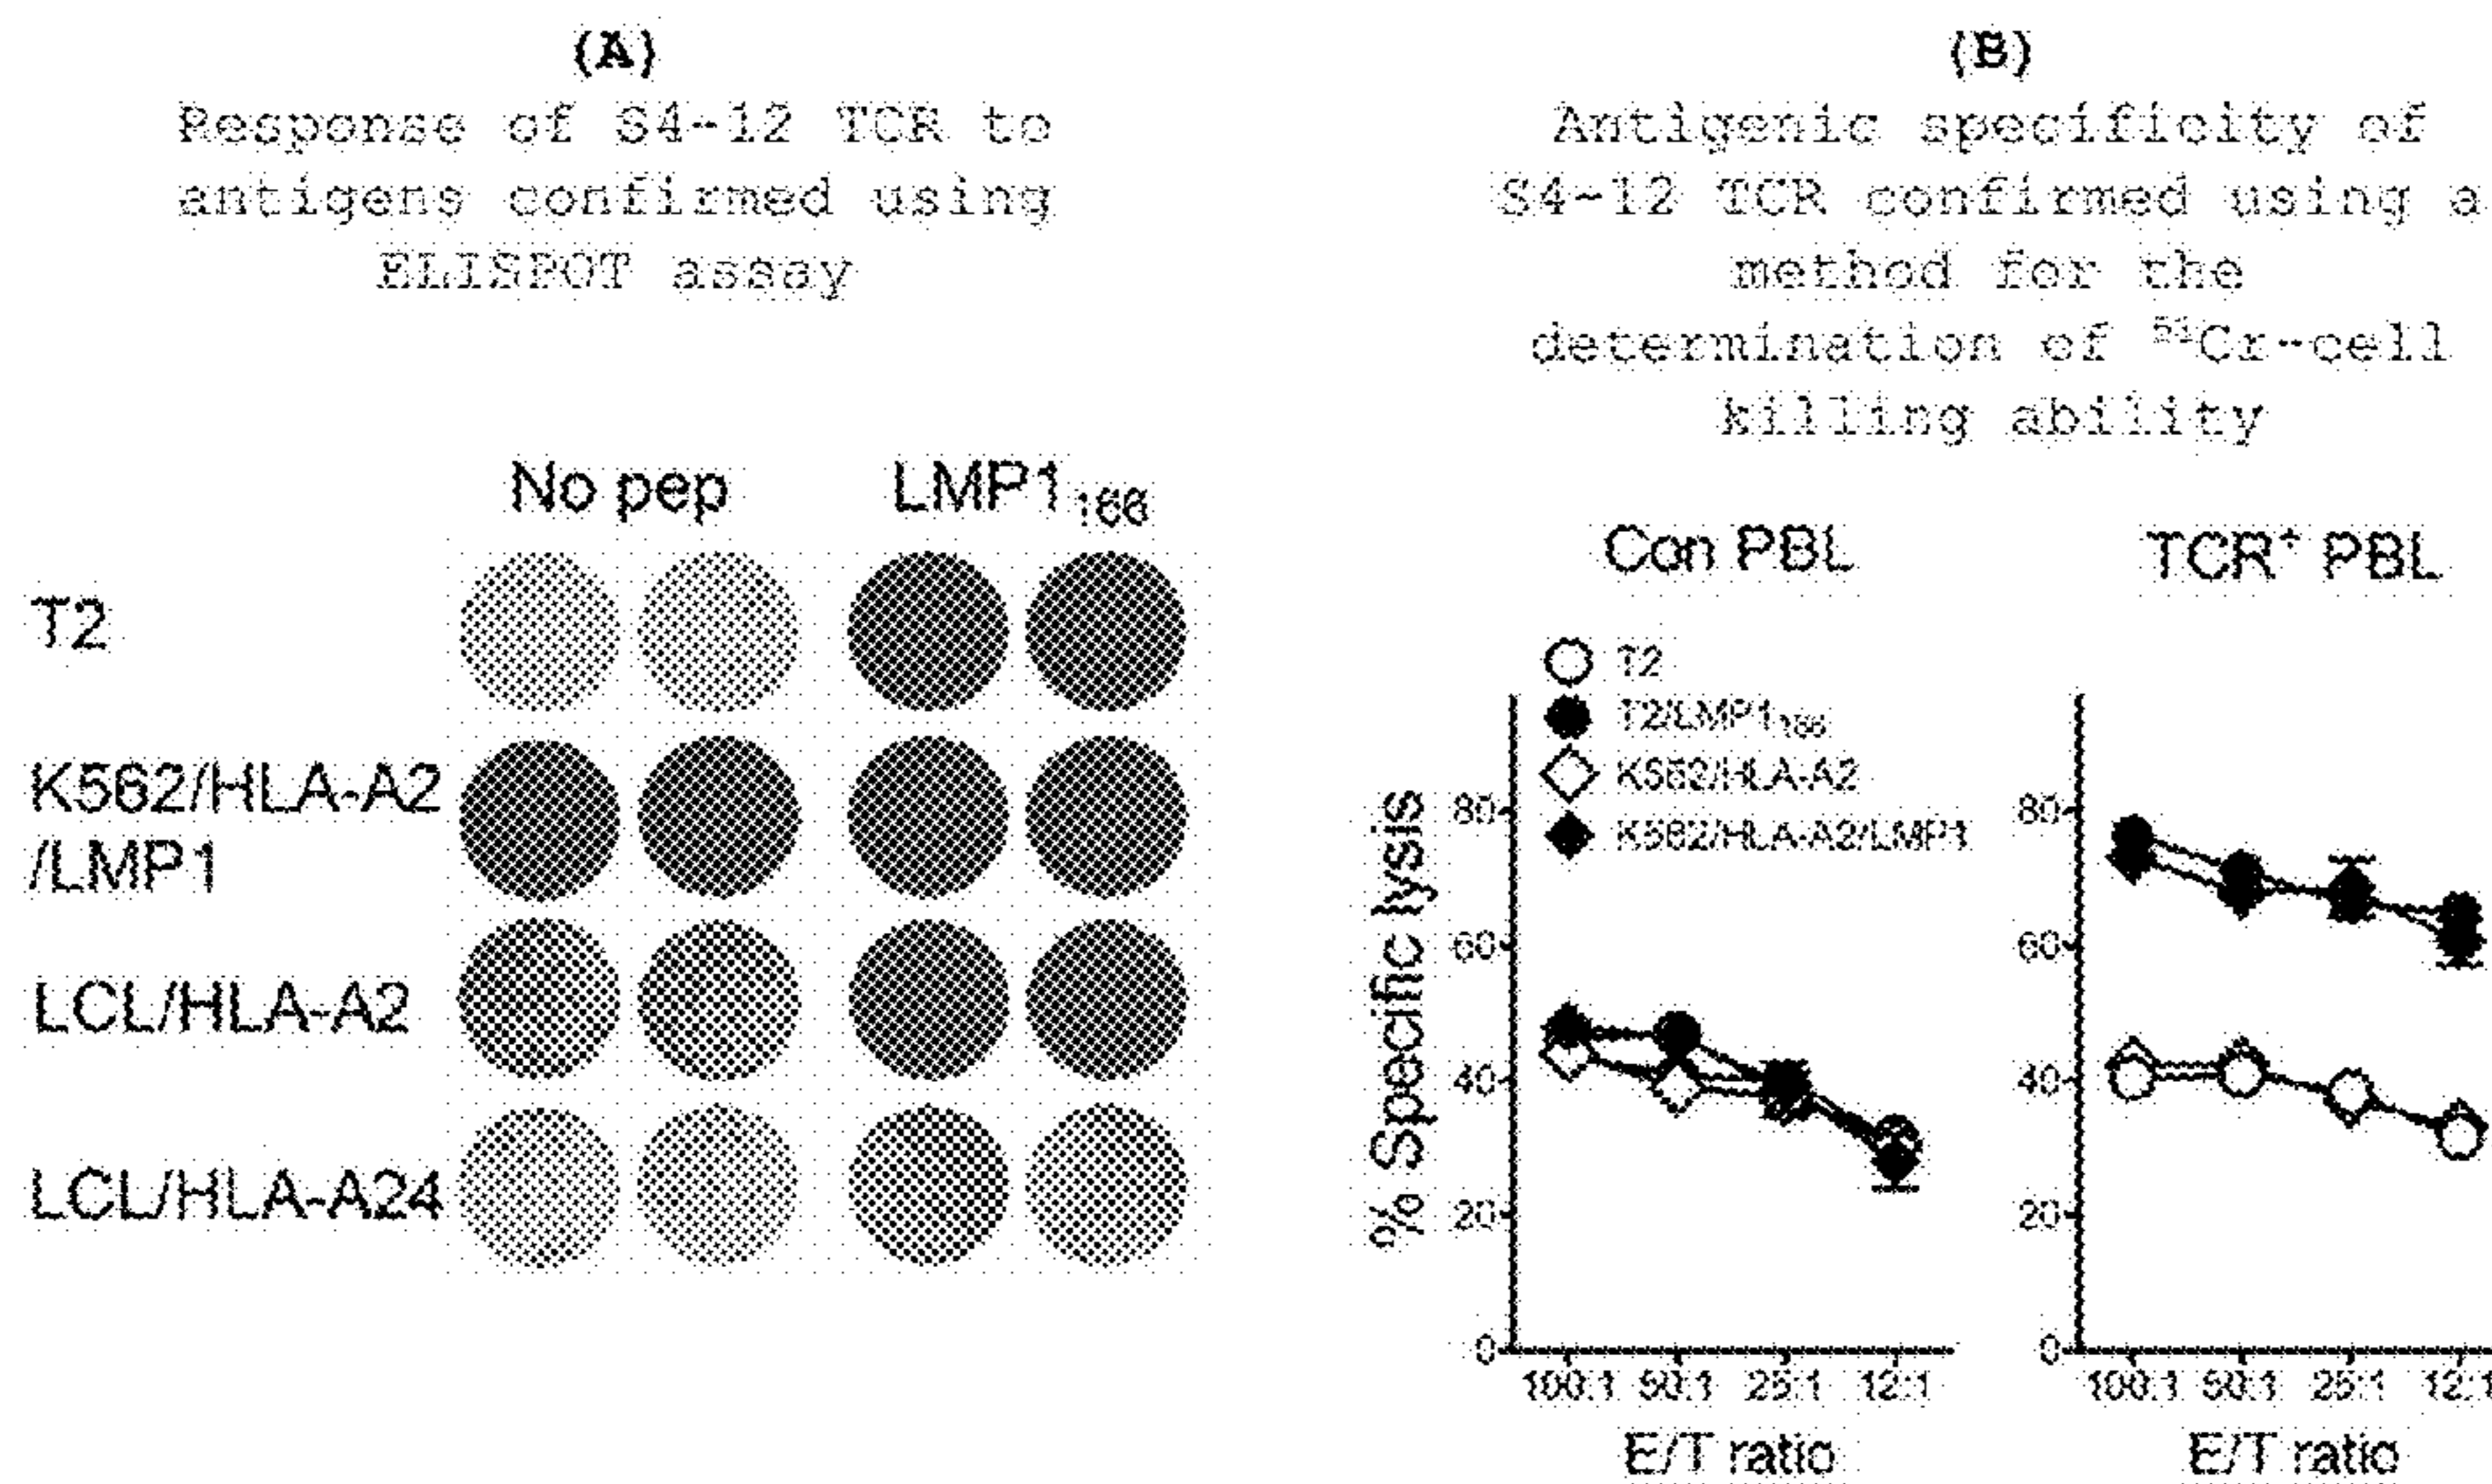 (A)
Response of S4-12 TCR to
antigens confirmed using
ELISPOT assay
No pep
LMP1₁₆₆
T2
K562/HLA-A2
/LMP1
LCL/HLA-A2
LCL/HLA-A24
(B)
Antigenic specificity of
S4-12 TCR confirmed using a
method for the
determination of ⁵¹Cr-cell
killing ability
Con PBL
TCR⁺ PBL
T2
T2/LMP1₁₆₆
K562/HLA-A2
K562/HLA-A2/LMP1
% Specific lysis
80
60
40
20
0
100:1 50:1 25:1 12:1
E/T ratio
80
60
40
20
0
100:1 50:1 25:1 12:1
E/T ratio